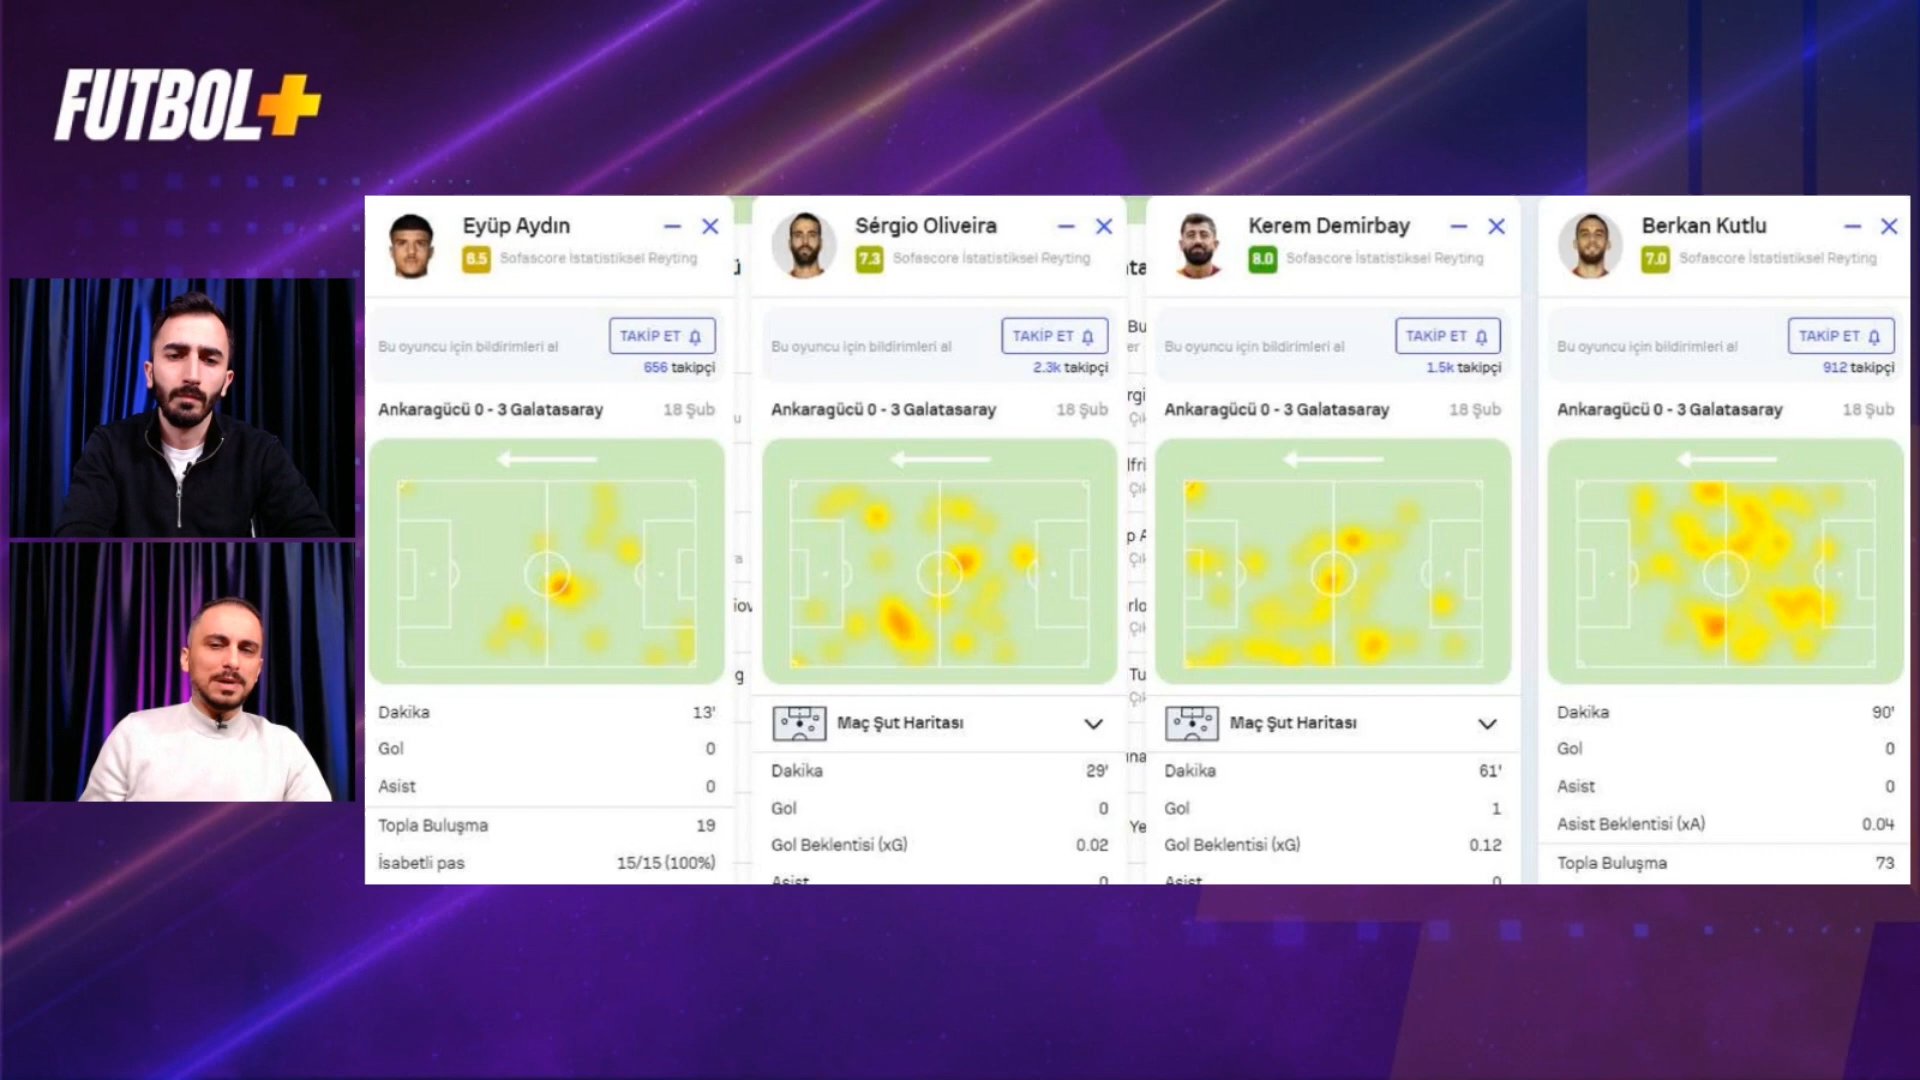 FUTBOL+
Eyüp Aydın
6.5 Sofascore İstatistiksel Reyting
Bu oyuncu için bildirimleri al
TAKİP ET
656 takipçi
Ankaragücü 0 - 3 Galatasaray 18 Şub
Dakika 13'
Gol 0
Asist 0
Topla Buluşma 19
İsabetli pas 15/15 (100%)
Sérgio Oliveira
7.3 Sofascore İstatistiksel Reyting
Bu oyuncu için bildirimleri al
TAKİP ET
2.3k takipçi
Ankaragücü 0 - 3 Galatasaray 18 Şub
Maç Şut Haritası
Dakika 29'
Gol 0
Gol Beklentisi (xG) 0.02
Asist 0
Kerem Demirbay
8.0 Sofascore İstatistiksel Reyting
Bu oyuncu için bildirimleri al
TAKİP ET
1.5k takipçi
Ankaragücü 0 - 3 Galatasaray 18 Şub
Maç Şut Haritası
Dakika 61'
Gol 1
Gol Beklentisi (xG) 0.12
Asist 0
Berkan Kutlu
7.0 Sofascore İstatistiksel Reyting
Bu oyuncu için bildirimleri al
TAKİP ET
912 takipçi
Ankaragücü 0 - 3 Galatasaray 18 Şub
Dakika 90'
Gol 0
Asist 0
Asist Beklentisi (xA) 0.04
Topla Buluşma 73